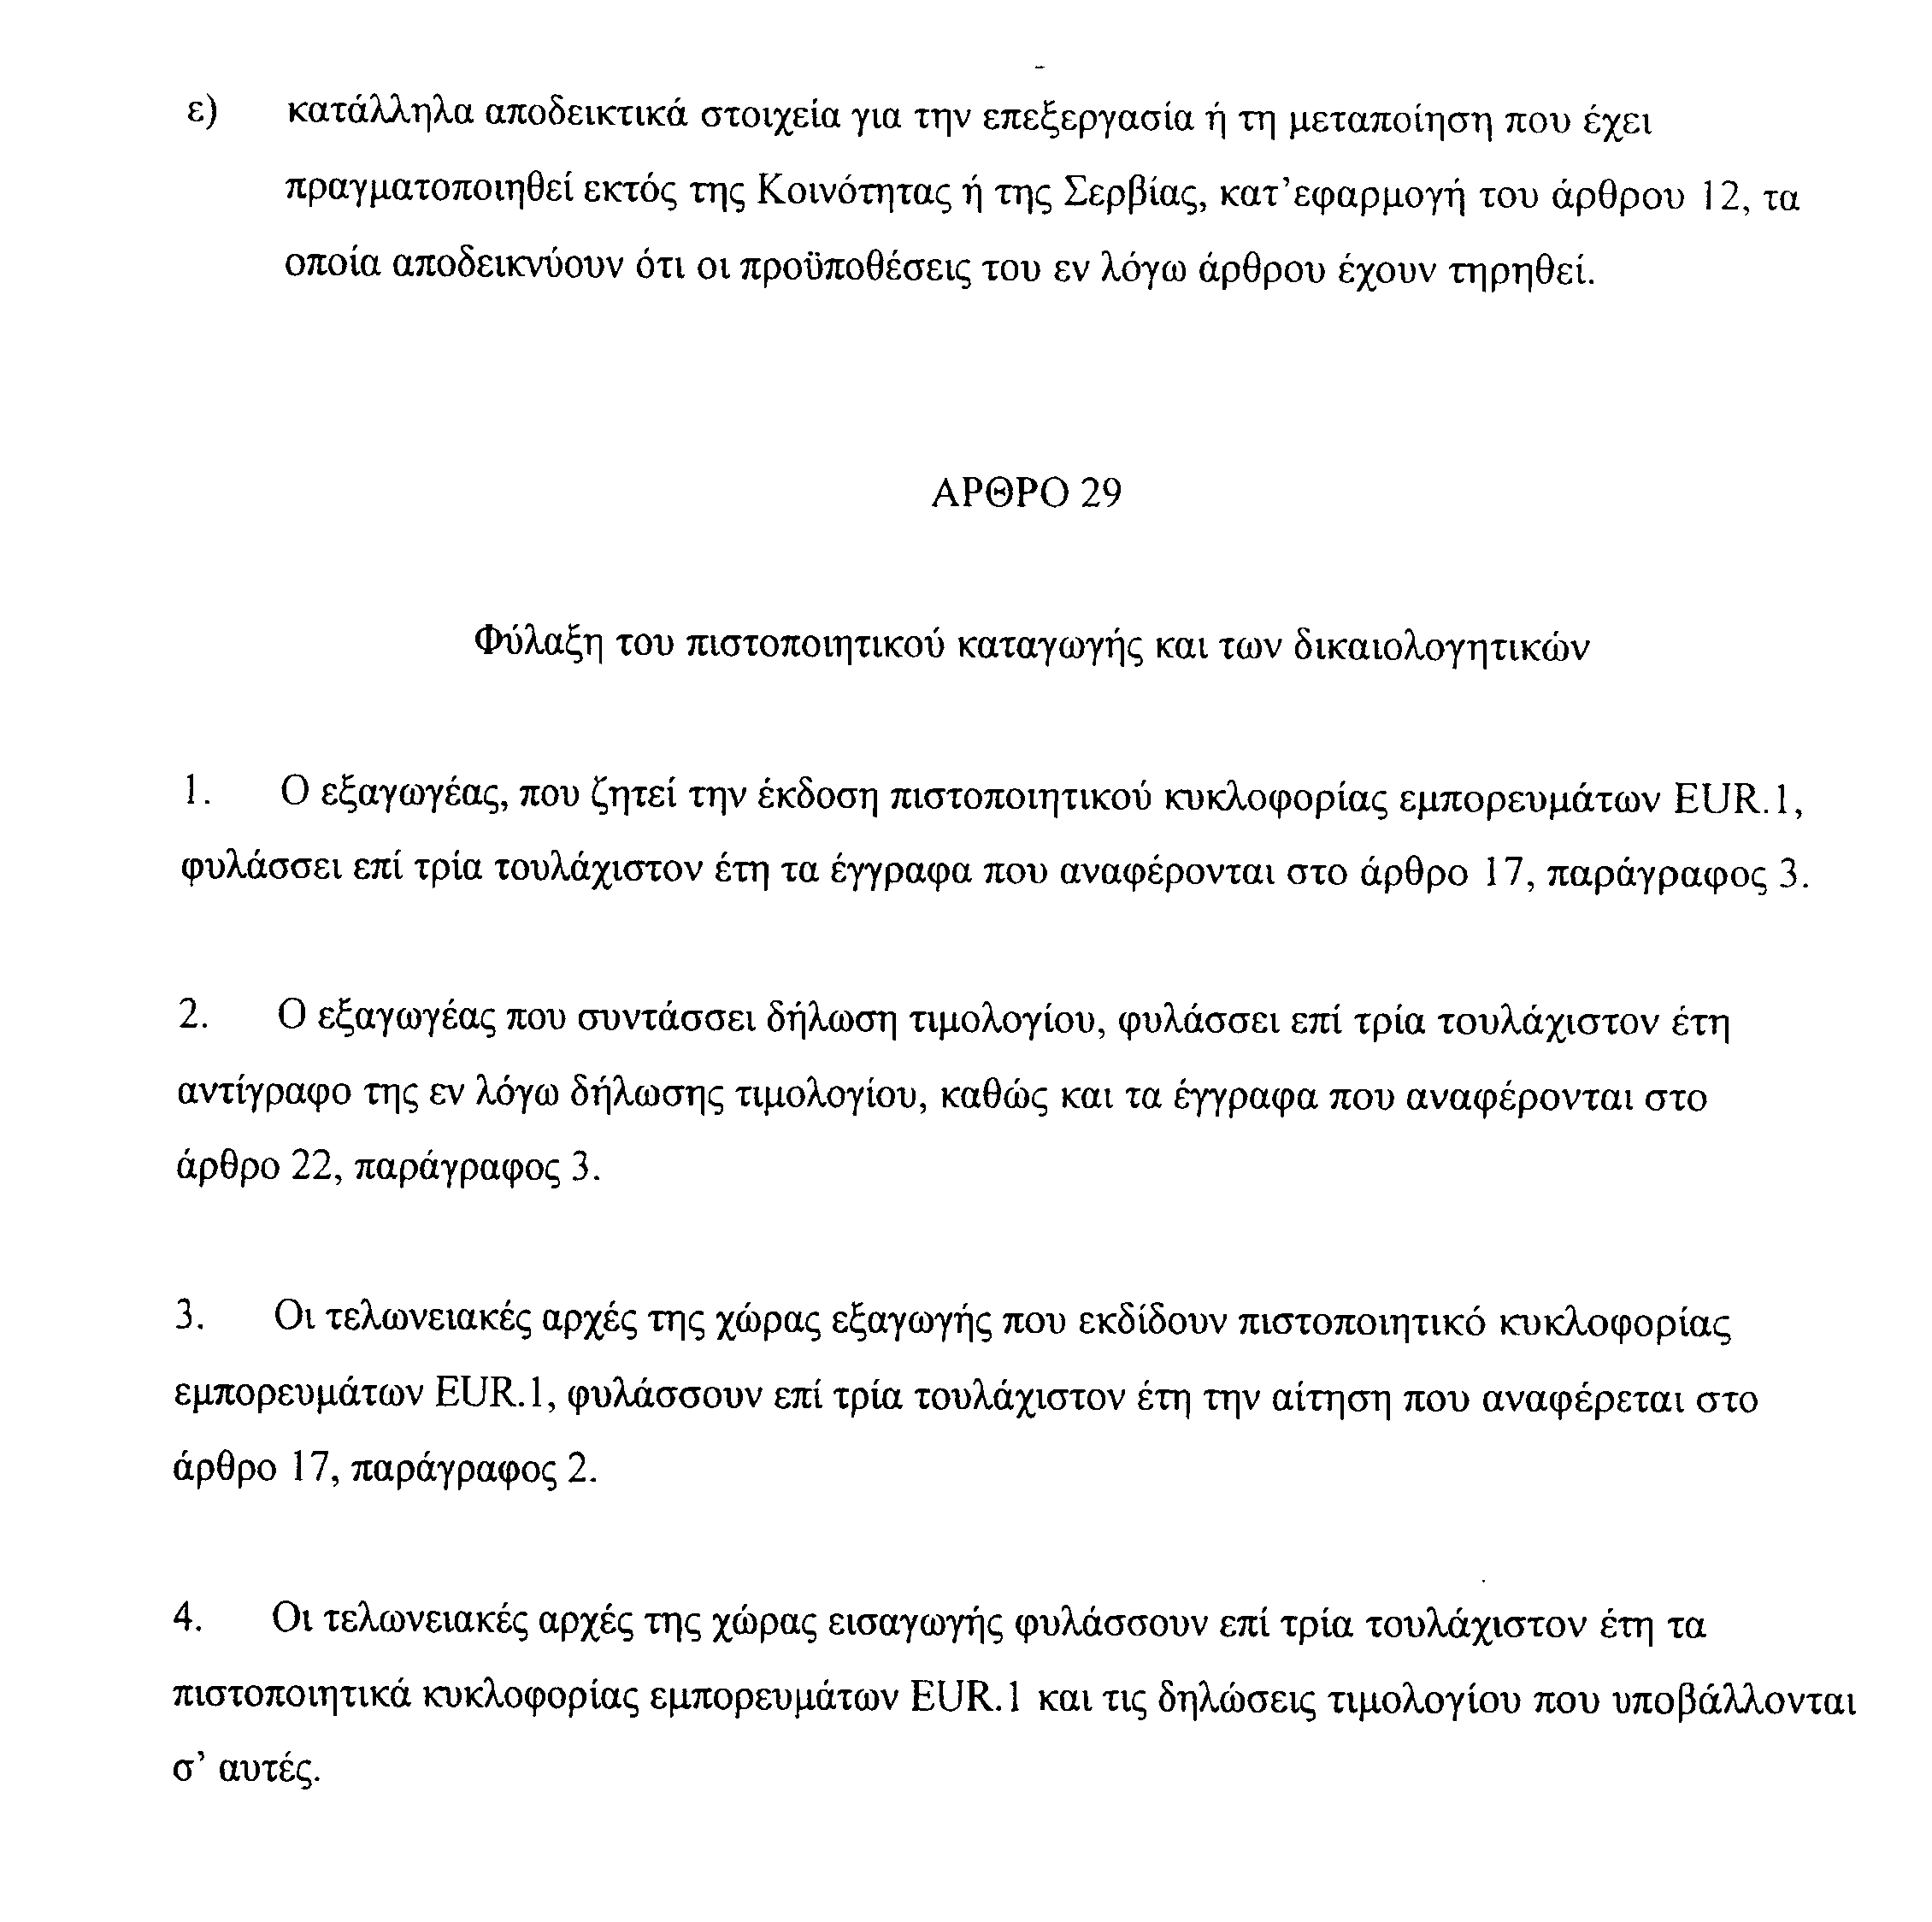 ε) κατάλληλα αποδεικτικά στοιχεία για την επεξεργασία ή τη μεταποίηση που έχει
πραγματοποιηθεί εκτός της Κοινότητας ή της Σερβίας, κατ’εφαρμογή του άρθρου 12, τα
οποία αποδεικνύουν ότι οι προϋποθέσεις του εν λόγω άρθρου έχουν τηρηθεί.
ΑΡΘΡΟ 29
Φύλαξη του πιστοποιητικού καταγωγής και των δικαιολογητικών
1. Ο εξαγωγέας, που ζητεί την έκδοση πιστοποιητικού κυκλοφορίας εμπορευμάτων EUR.1,
φυλάσσει επί τρία τουλάχιστον έτη τα έγγραφα που αναφέρονται στο άρθρο 17, παράγραφος 3.
2. Ο εξαγωγέας που συντάσσει δήλωση τιμολογίου, φυλάσσει επί τρία τουλάχιστον έτη
αντίγραφο της εν λόγω δήλωσης τιμολογίου, καθώς και τα έγγραφα που αναφέρονται στο
άρθρο 22, παράγραφος 3.
3. Οι τελωνειακές αρχές της χώρας εξαγωγής που εκδίδουν πιστοποιητικό κυκλοφορίας
εμπορευμάτων EUR.1, φυλάσσουν επί τρία τουλάχιστον έτη την αίτηση που αναφέρεται στο
άρθρο 17, παράγραφος 2.
4. Οι τελωνειακές αρχές της χώρας εισαγωγής φυλάσσουν επί τρία τουλάχιστον έτη τα
πιστοποιητικά κυκλοφορίας εμπορευμάτων EUR.1 και τις δηλώσεις τιμολογίου που υποβάλλονται
σ’ αυτές.